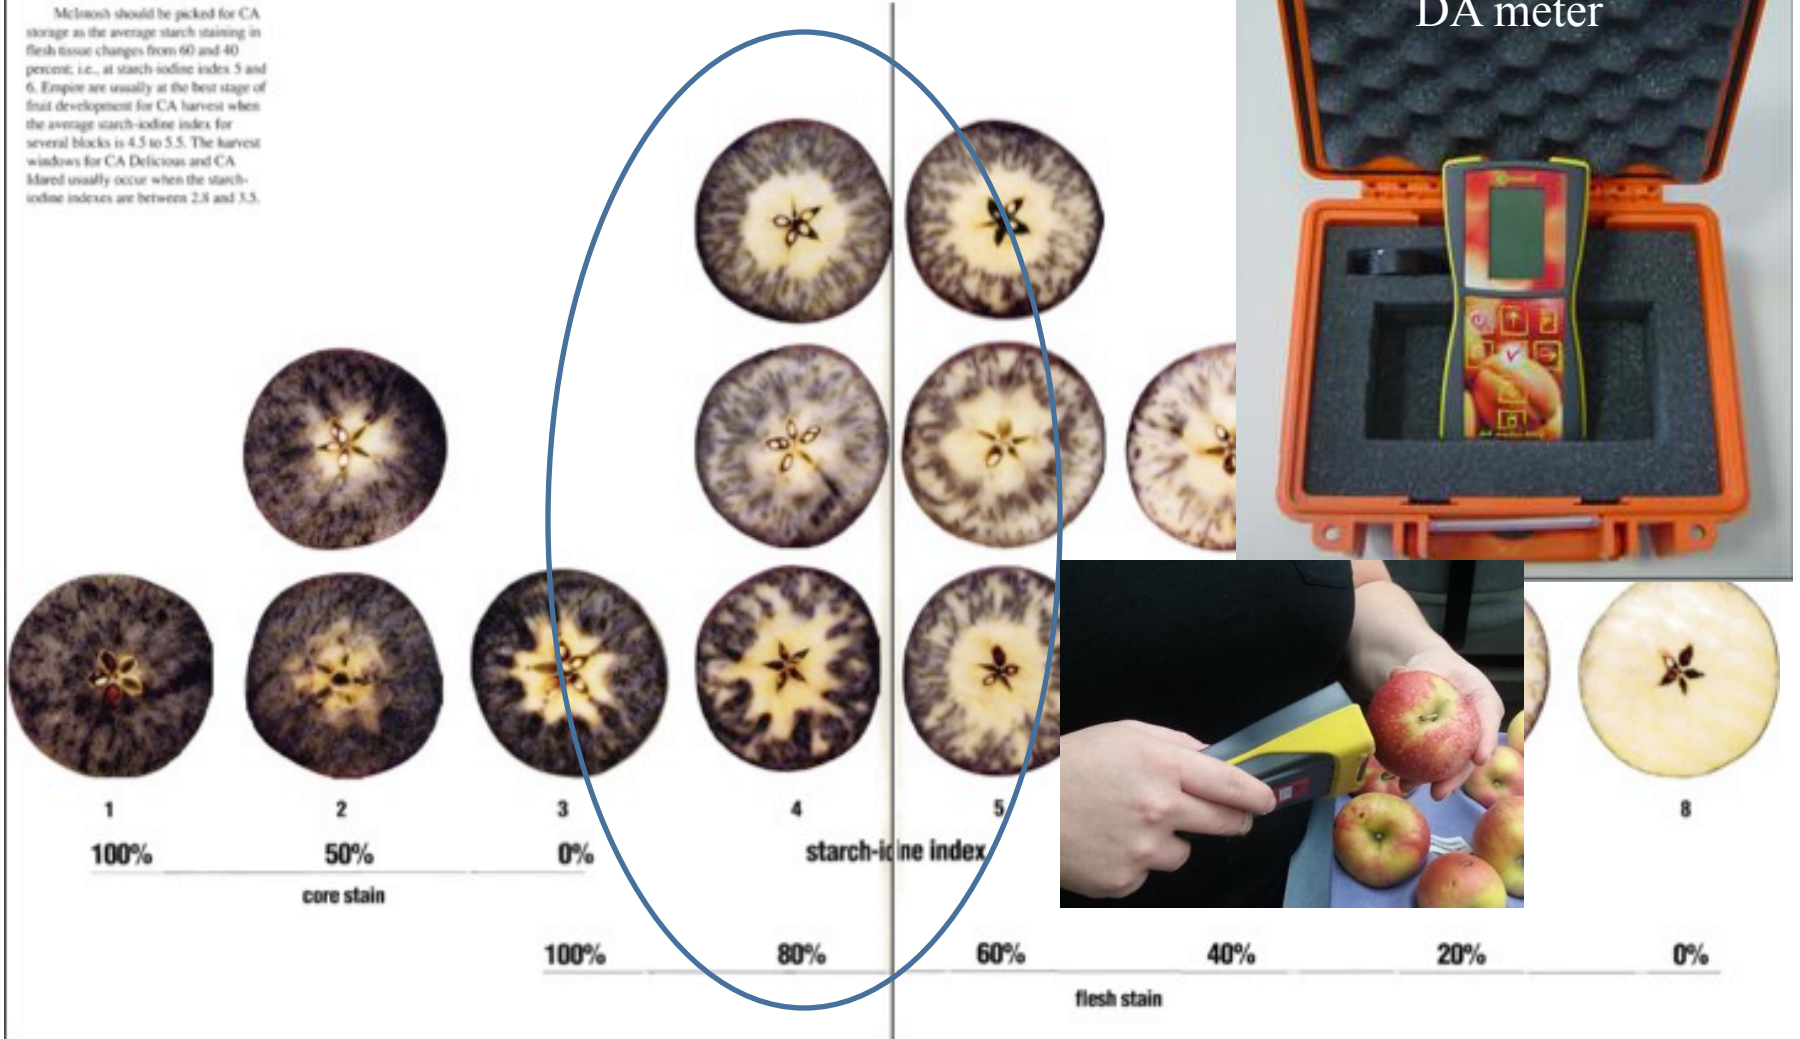 McIntosh should be picked for CA
storage as the average starch staining in
flesh tissue changes from 60 and 40
percent; i.e., at starch-iodine index 5 and
6. Empire are usually at the best stage of
fruit development for CA harvest when
the average starch-iodine index for
several blocks is 4.5 to 5.5. The harvest
windows for CA Delicious and CA
Idared usually occur when the starch-
iodine indexes are between 2.8 and 3.5.
DA meter
1 2 3 4 5 8
100% 50% 0% starch-io ine index
core stain
100% 80% 60% 40% 20% 0%
flesh stain